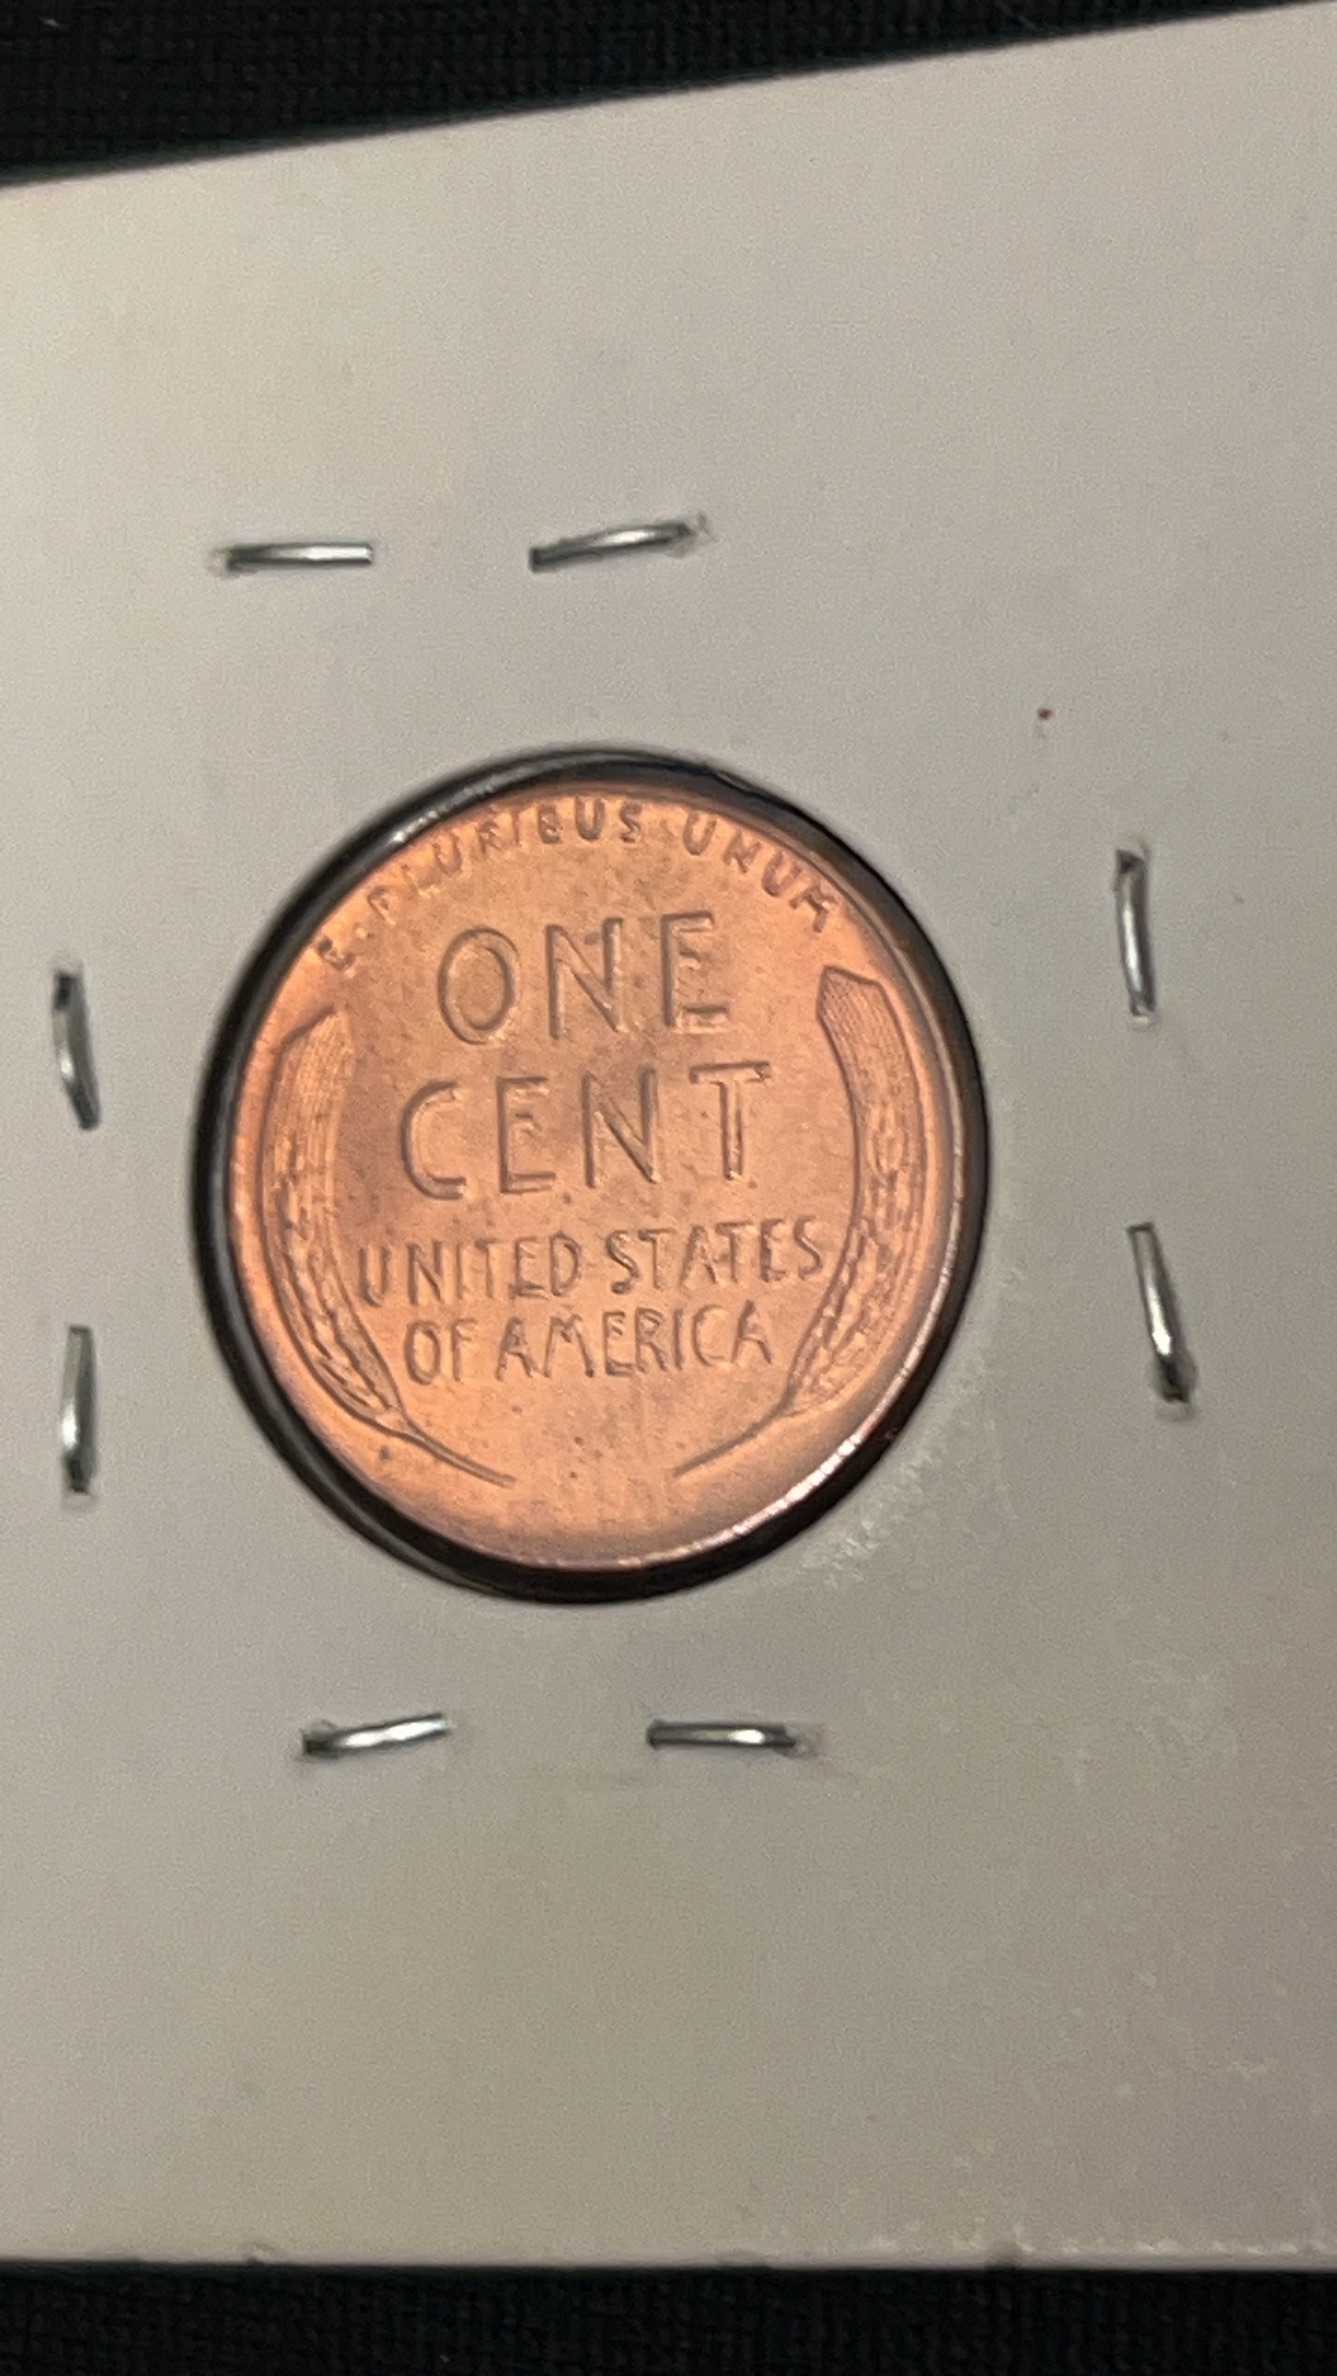 E · PLURIBUS · UNUM
ONE
CENT
UNITED STATES
OF AMERICA